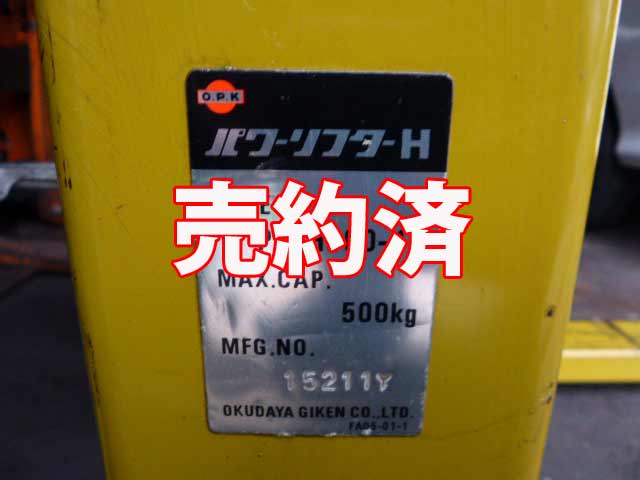 O.P.K
パワーリフターH
売約済
MAX.CAP.
500kg
MFG.NO.
15211Y
OKUDAYA GIKEN CO.,LTD.
FA05-01-1